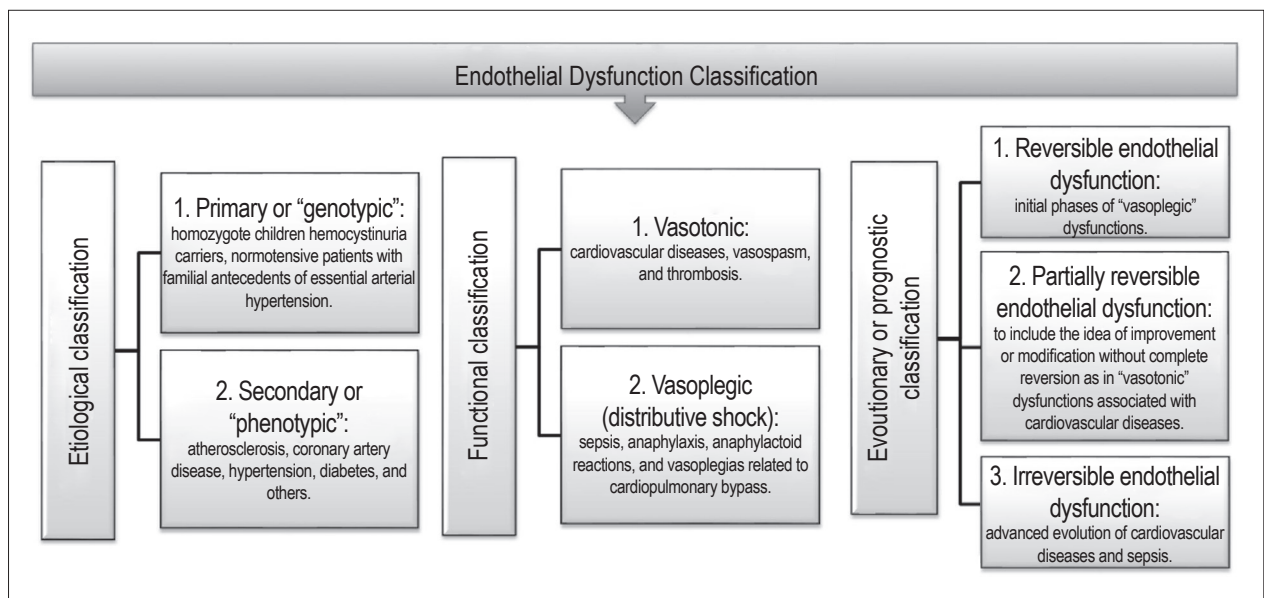 Endothelial Dysfunction Classification
Etiological classification
1. Primary or “genotypic”:
homozygote children hemocystinuria
carriers, normotensive patients with
familial antecedents of essential arterial
hypertension.
2. Secondary or
“phenotypic”:
atherosclerosis, coronary artery
disease, hypertension, diabetes, and
others.
Functional classification
1. Vasotonic:
cardiovascular diseases, vasospasm,
and thrombosis.
2. Vasoplegic
(distributive shock):
sepsis, anaphylaxis, anaphylactoid
reactions, and vasoplegias related to
cardiopulmonary bypass.
Evoutionary or prognostic
classification
1. Reversible endothelial
dysfunction:
initial phases of “vasoplegic”
dysfunctions.
2. Partially reversible
endothelial dysfunction:
to include the idea of improvement
or modification without complete
reversion as in “vasotonic”
dysfunctions associated with
cardiovascular diseases.
3. Irreversible endothelial
dysfunction:
advanced evolution of cardiovascular
diseases and sepsis.